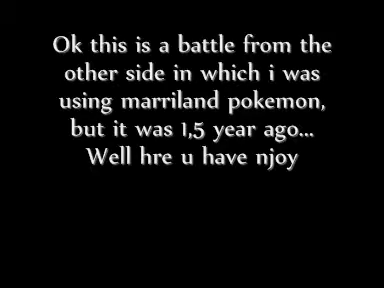 Ok this is a battle from the
other side in which i was
using marriland pokemon,
but it was 1,5 year ago...
Well hre u have njoy